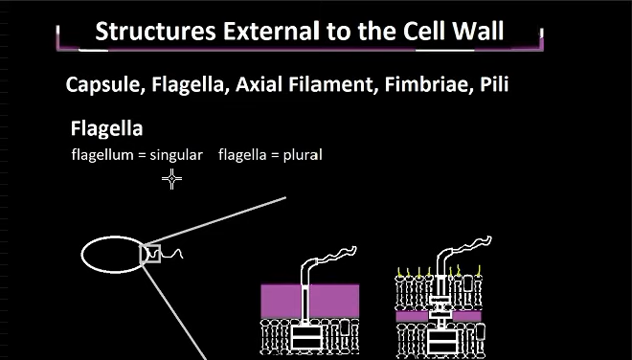 Structures External to the Cell Wall
Capsule, Flagella, Axial Filament, Fimbriae, Pili
Flagella
flagellum = singular flagella = plural